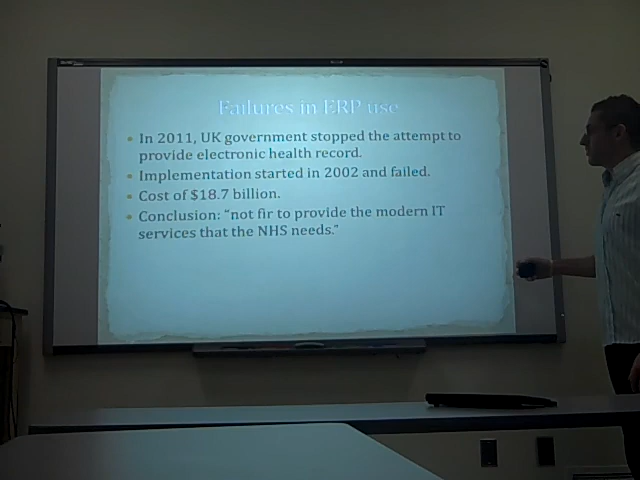 Failures in ERP use
• In 2011, UK government stopped the attempt to
provide electronic health record.
• Implementation started in 2002 and failed.
• Cost of $18.7 billion.
• Conclusion: “not fir to provide the modern IT
services that the NHS needs.”